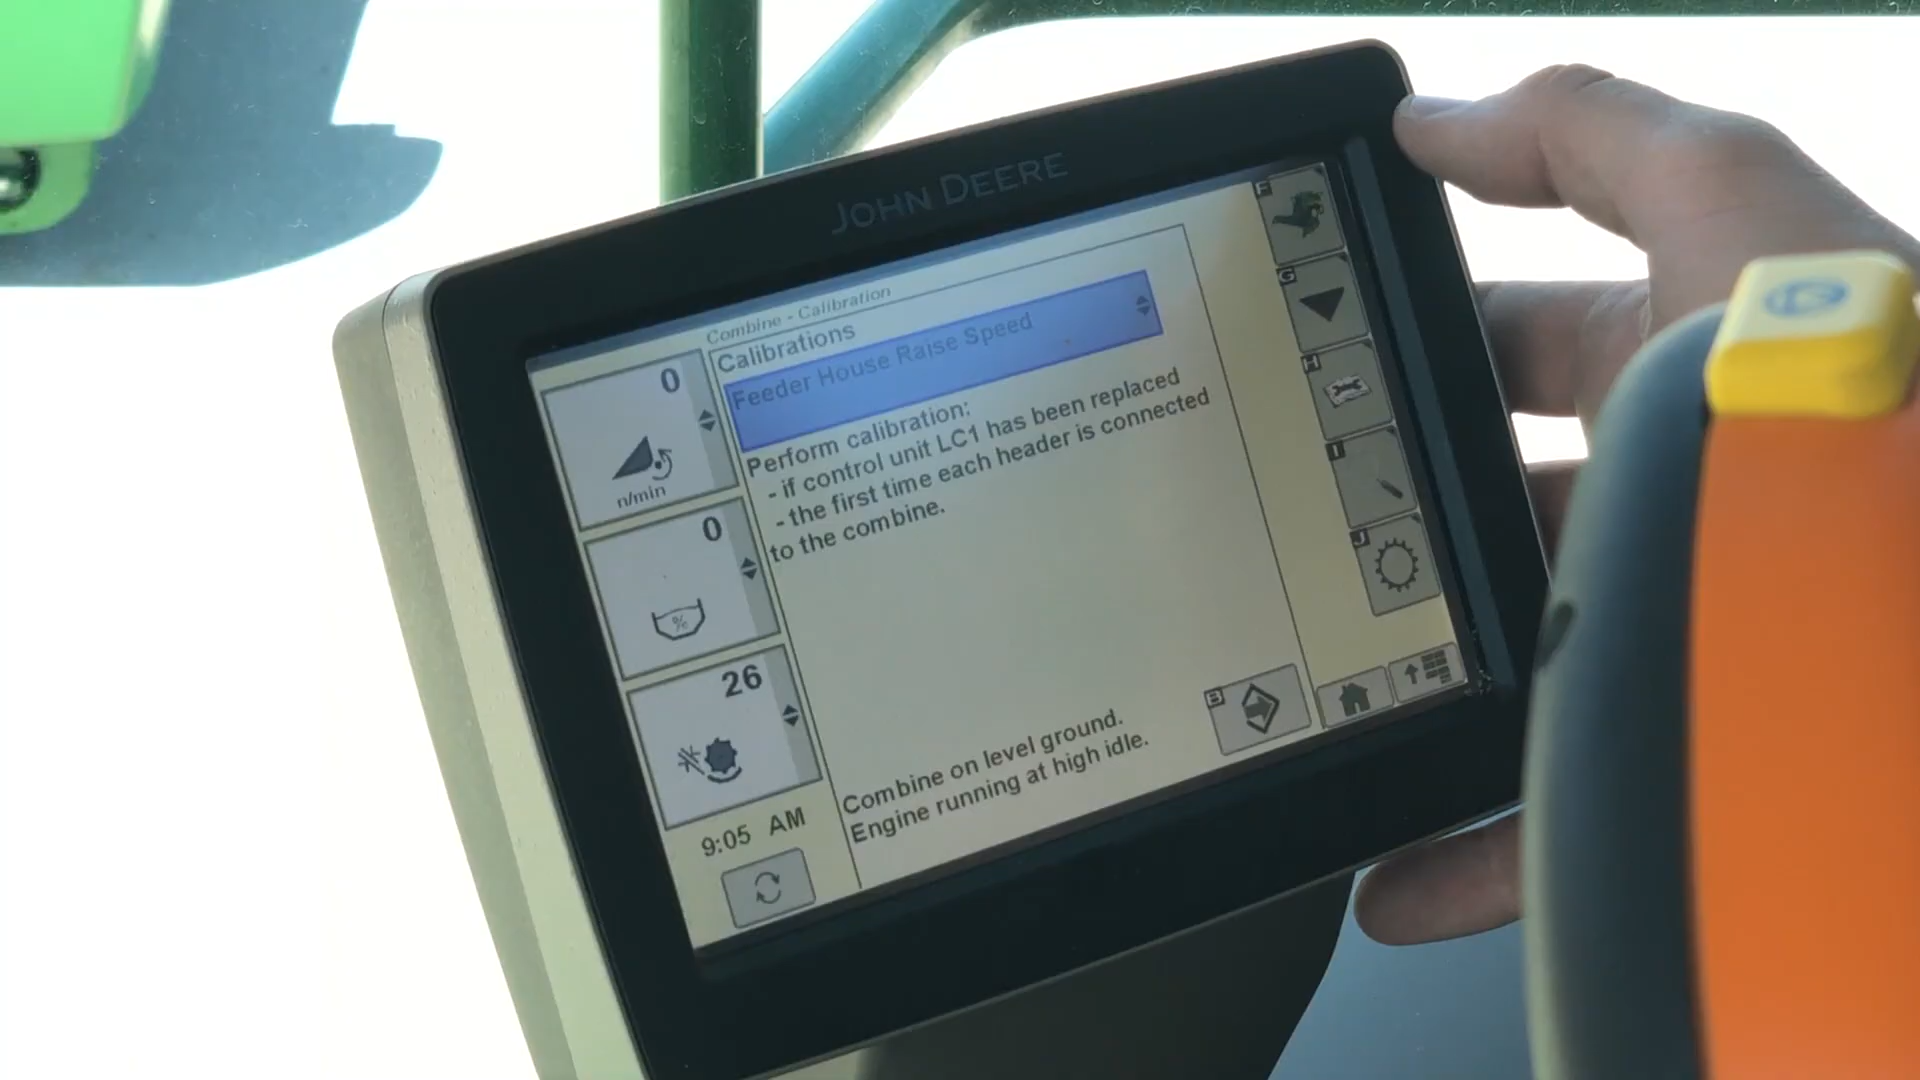 JOHN DEERE
Combine - Calibration
Calibrations
Feeder House Raise Speed
Perform calibration:
- if control unit LC1 has been replaced
- the first time each header is connected
to the combine.
Combine on level ground.
Engine running at high idle.
0
n/min
0
%
26
9:05 AM
F
G
H
I
J
B